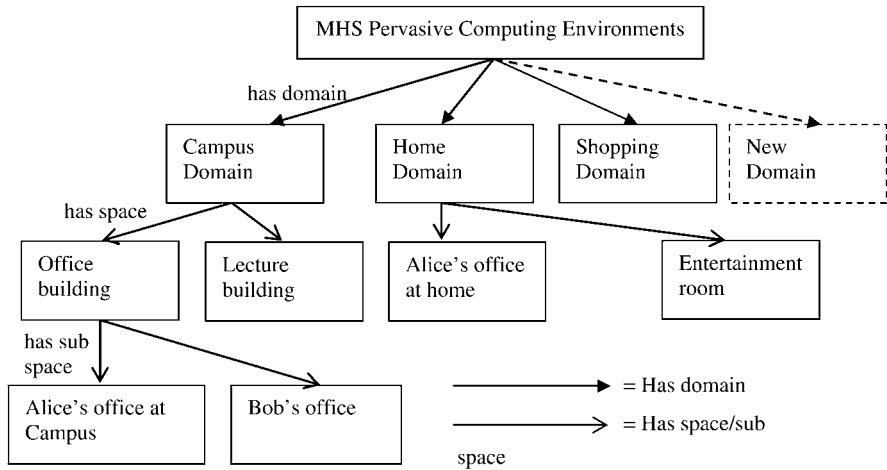 MHS Pervasive Computing Environments
has domain
Campus
Domain
Home
Domain
Shopping
Domain
New
Domain
has space
Office
building
Lecture
building
Alice's office
at home
Entertainment
room
has sub
space
Alice's office at
Campus
Bob's office
= Has domain
= Has space/sub
space